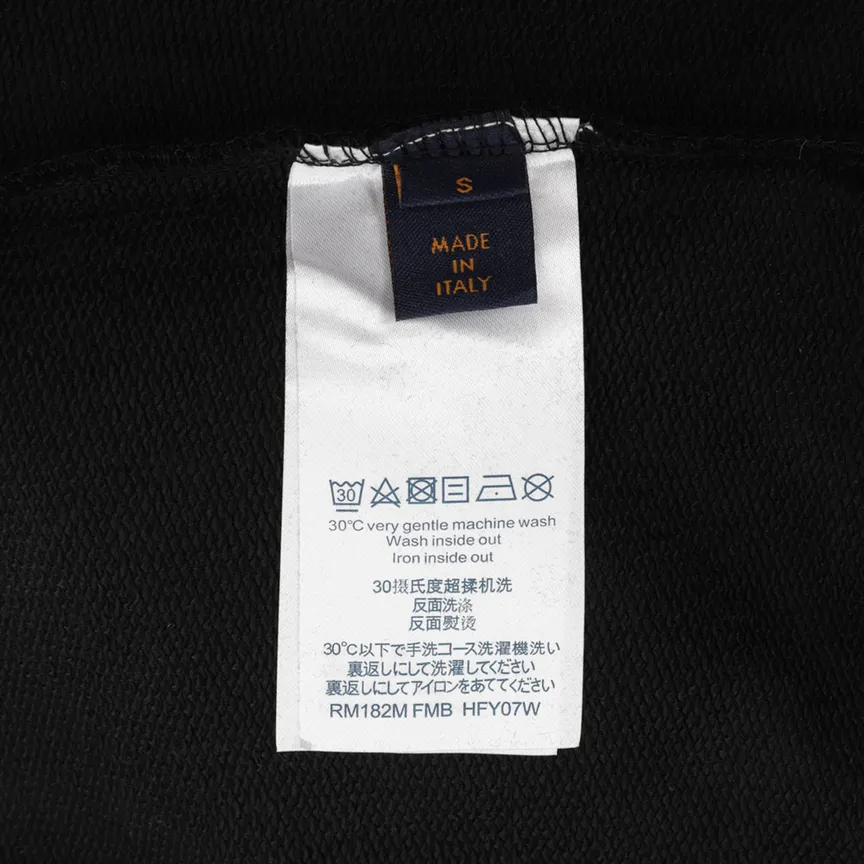 S
MADE
IN
ITALY
30
30°C very gentle machine wash
Wash inside out
Iron inside out
30摄氏度超揉机洗
反面洗涤
反面熨烫
30°C以下で手洗コース洗濯機洗い
裏返しにして洗濯してください
裏返しにしてアイロンをあててください
RM182M FMB HFY07W